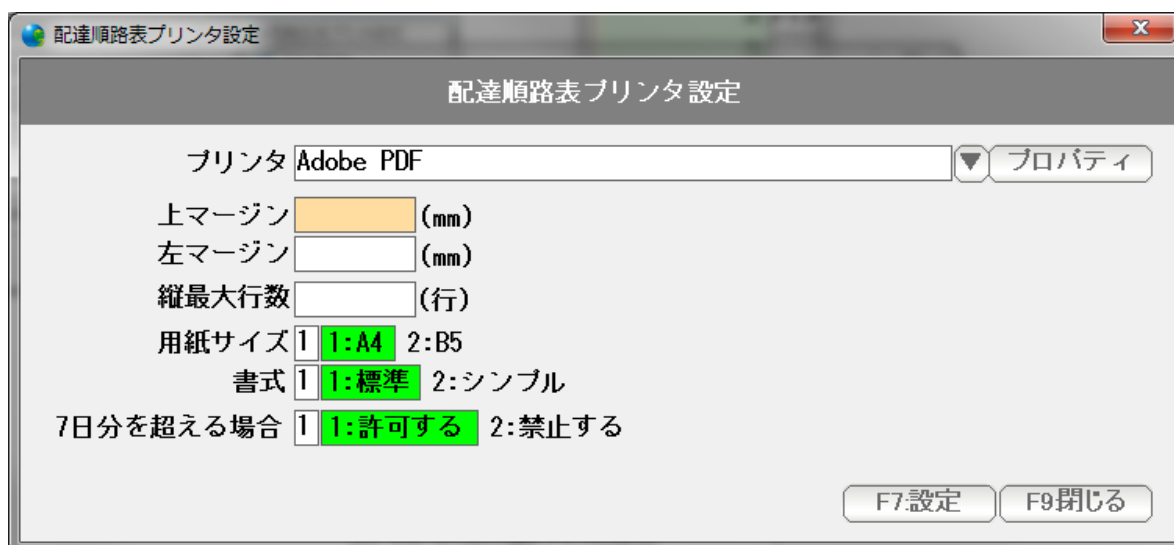 配達順路表プリンタ設定
配達順路表プリンタ設定
プリンタ Adobe PDF ▼ プロパティ
上マージン (mm)
左マージン (mm)
縦最大行数 (行)
用紙サイズ 1 1:A4 2:B5
書式 1 1:標準 2:シンプル
7日分を超える場合 1 1:許可する 2:禁止する
F7:設定 F9:閉じる